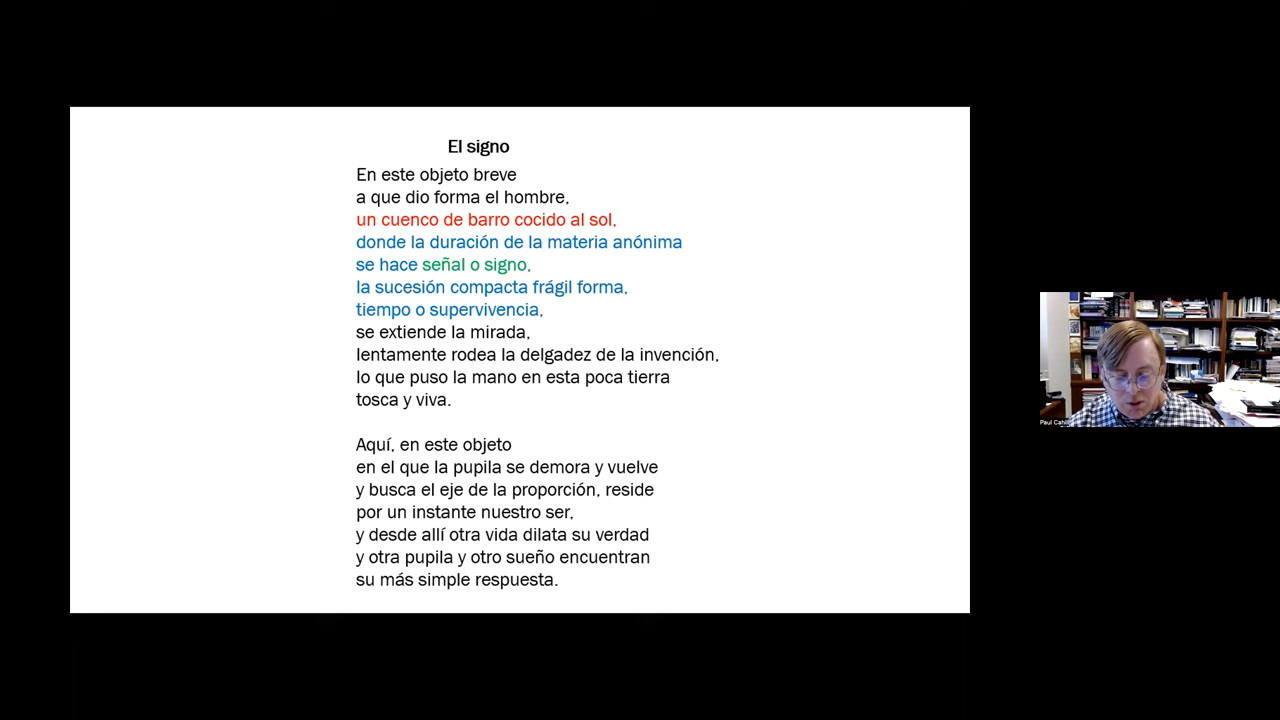 El signo
En este objeto breve
a que dio forma el hombre,
un cuenco de barro cocido al sol,
donde la duración de la materia anónima
se hace señal o signo,
la sucesión compacta frágil forma,
tiempo o supervivencia,
se extiende la mirada,
lentamente rodea la delgadez de la invención,
lo que puso la mano en esta poca tierra
tosca y viva.
Aquí, en este objeto
en el que la pupila se demora y vuelve
y busca el eje de la proporción, reside
por un instante nuestro ser,
y desde allí otra vida dilata su verdad
y otra pupila y otro sueño encuentran
su más simple respuesta.
Paul